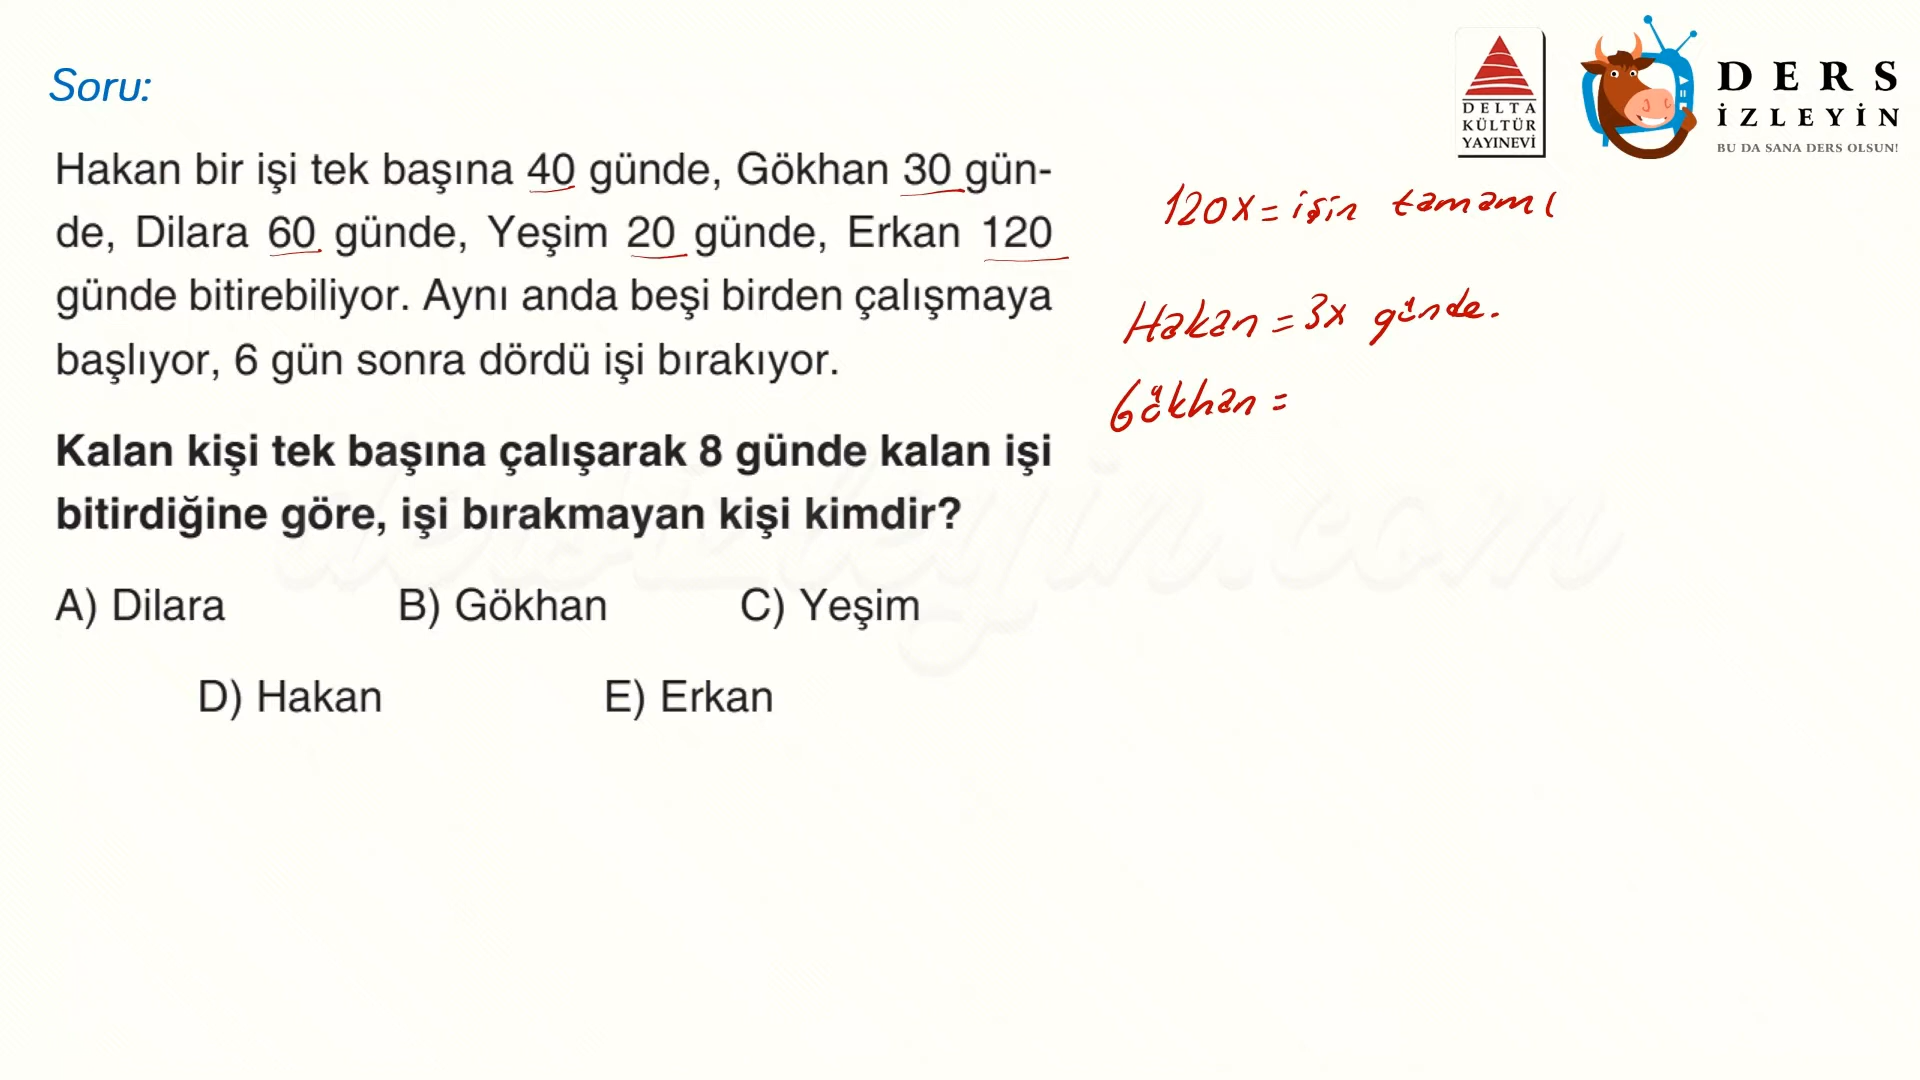 Soru:
Hakan bir işi tek başına 40 günde, Gökhan 30 gün-
de, Dilara 60 günde, Yeşim 20 günde, Erkan 120
günde bitirebiliyor. Aynı anda beşi birden çalışmaya
başlıyor, 6 gün sonra dördü işi bırakıyor.
Kalan kişi tek başına çalışarak 8 günde kalan işi
bitirdiğine göre, işi bırakmayan kişi kimdir?
A) Dilara B) Gökhan C) Yeşim
D) Hakan E) Erkan
DELTA
KÜLTÜR
YAYINEVİ
DERS
İZLEYİN
BU DA SANA DERS OLSUN!
120x = işin tamamı
Hakan = 3x günde.
Gökhan =
dersizleyin.com